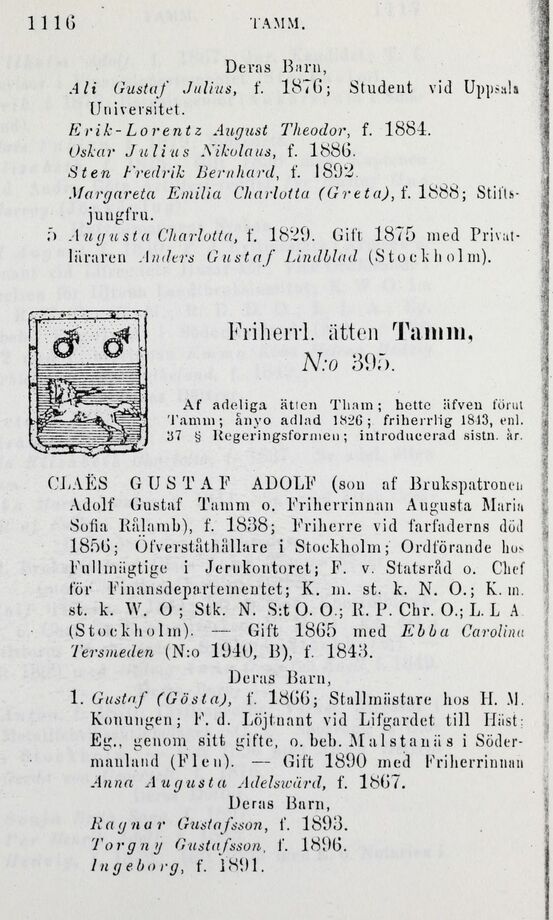 1116 TAMM.
Deras Barn,
Ali Gustaf Julius, f. 1876; Student vid Uppsala
Universitet.
Erik-Lorentz August Theodor, f. 1884.
Oskar Julius Nikolaus, f. 1886.
Sten Fredrik Bernhard, f. 1892.
Margareta Emilia Charlotta (Greta), f. 1888; Stifts-
jungfru.
5 Augusta Charlotta, f. 1829. Gift 1875 med Privat-
läraren Anders Gustaf Lindblad (Stockholm).
Friherrl. ätten Tamm,
N:o 395.
Af adeliga ätten Tham; hette äfven förut
Tamm; ånyo adlad 1826; friherrlig 1843, enl.
37 § Regeringsformen; introducerad sistn. år.
CLAËS GUSTAF ADOLF (son af Brukspatronen
Adolf Gustaf Tamm o. Friherrinnan Augusta Maria
Sofia Rålamb), f. 1838; Friherre vid farfaderns död
1856; Öfverståthållare i Stockholm; Ordförande hos
Fullmägtige i Jernkontoret; F. v. Statsråd o. Chef
för Finansdepartementet; K. m. st. k. N. O.; K. m.
st. k. W. O; Stk. N. S:t O. O.; R. P. Chr. O.; L. L A
(Stockholm). — Gift 1865 med Ebba Carolina
Tersmeden (N:o 1940, B), f. 1843.
Deras Barn,
1. Gustaf (Gösta), f. 1866; Stallmästare hos H. M.
Konungen; F. d. Löjtnant vid Lifgardet till Häst;
Eg., genom sitt gifte, o. beb. Malstanäs i Söder-
manland (Flen). — Gift 1890 med Friherrinnan
Anna Augusta Adelswärd, f. 1867.
Deras Barn,
Ragnar Gustafsson, f. 1893.
Torgny Gustafsson, f. 1896.
Ingeborg, f. 1891.